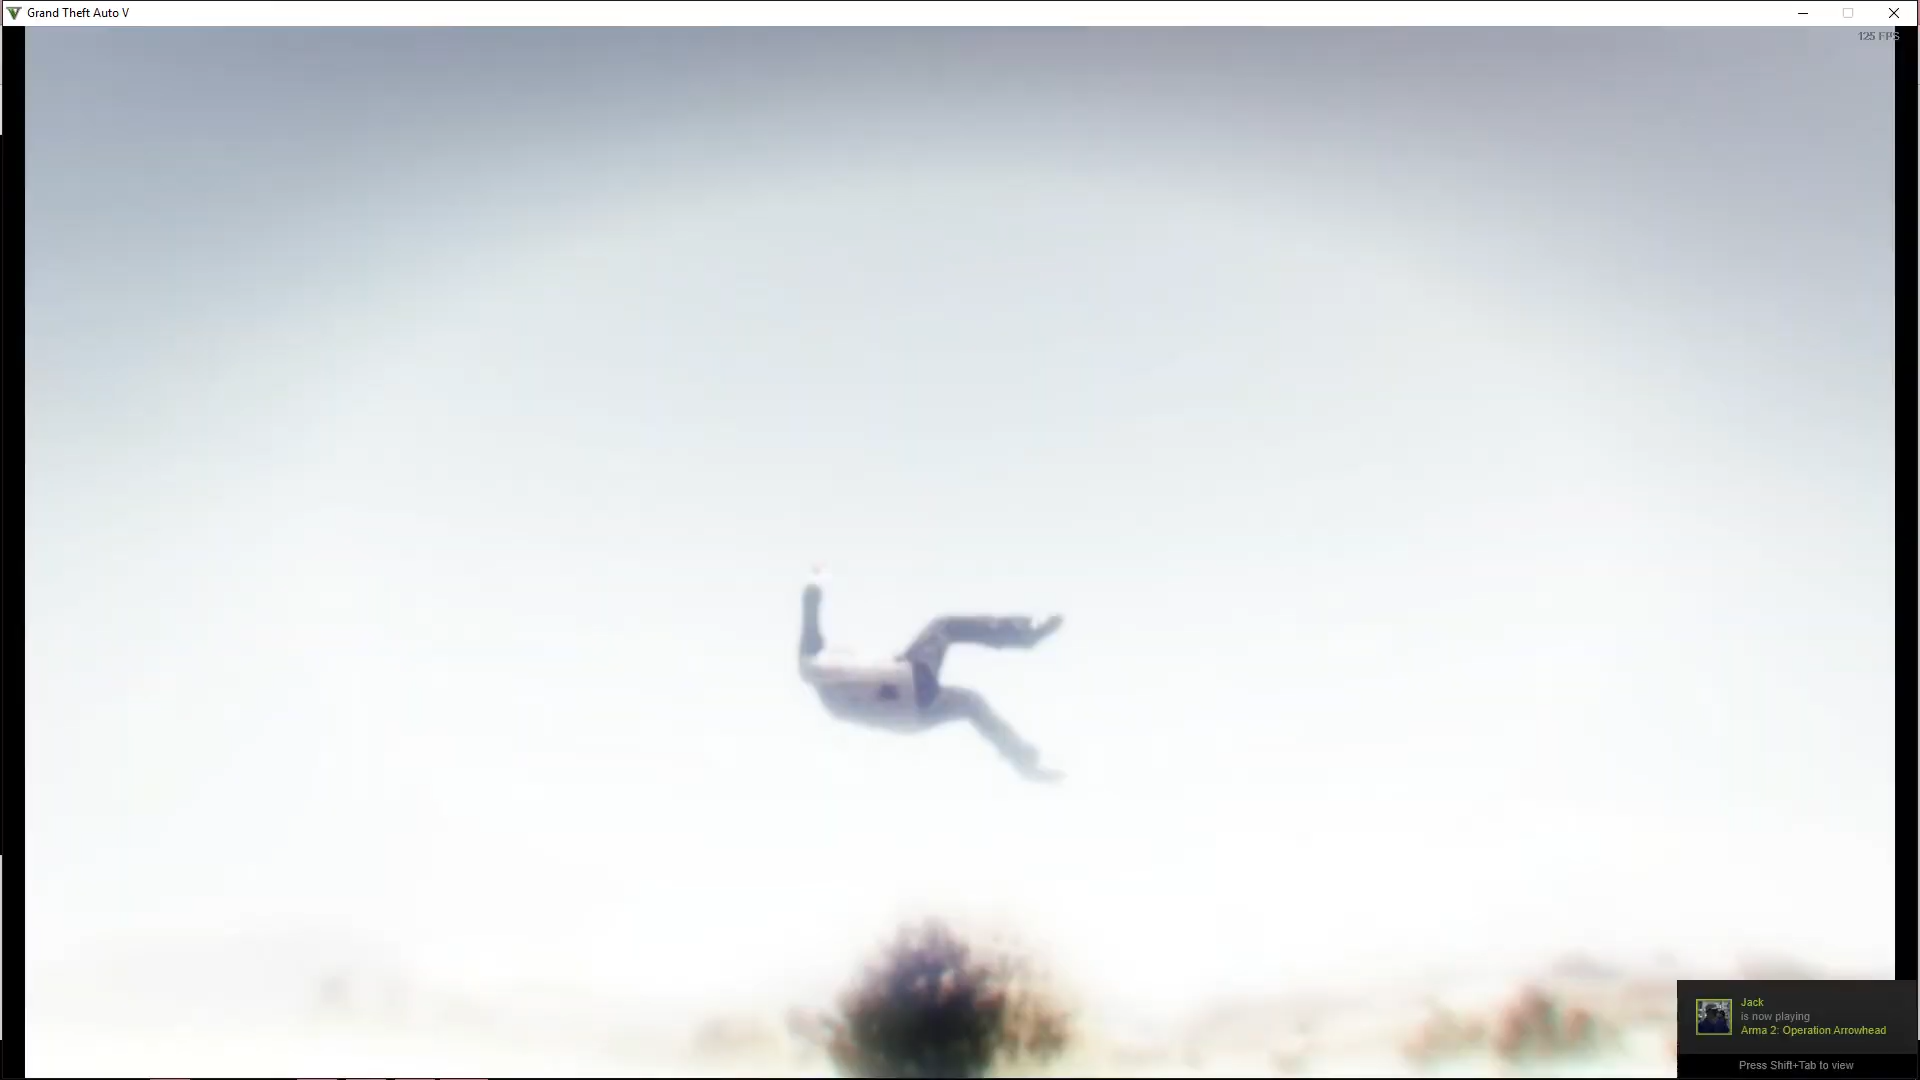 Grand Theft Auto V
125 FPS
Jack
is now playing
Arma 2: Operation Arrowhead
Press Shift+Tab to view